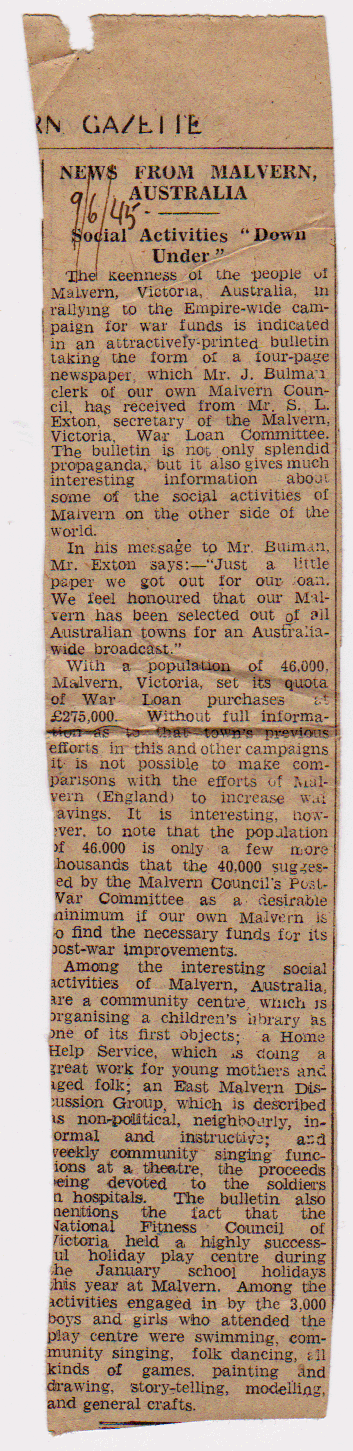 RN GAZETTE
NEWS FROM MALVERN,
AUSTRALIA
9/6/45-
Social Activities "Down
Under"
The keenness of the people of
Malvern, Victoria, Australia, in
rallying to the Empire-wide cam-
paign for war funds is indicated
in an attractively-printed bulletin
taking the form of a four-page
newspaper, which Mr. J. Bulman
clerk of our own Malvern Coun-
cil, has received from Mr. S. L.
Exton, secretary of the Malvern,
Victoria, War Loan Committee.
The bulletin is not only splendid
propaganda, but it also gives much
interesting information about
some of the social activities of
Malvern on the other side of the
world.
In his message to Mr. Bulman,
Mr. Exton says:—"Just a little
paper we got out for our loan.
We feel honoured that our Mal-
vern has been selected out of all
Australian towns for an Australia-
wide broadcast."
With a population of 46,000,
Malvern, Victoria, set its quota
of War Loan purchases at
£275,000. Without full informa-
tion as to that town's previous
efforts in this and other campaigns
it is not possible to make com-
parisons with the efforts of Mal-
vern (England) to increase war
avings. It is interesting, how-
ever, to note that the population
of 46.000 is only a few more
housands that the 40,000 sugges-
ed by the Malvern Council's Post-
War Committee as a desirable
minimum if our own Malvern is
o find the necessary funds for its
post-war improvements.
Among the interesting social
activities of Malvern, Australia,
are a community centre, which is
organising a children's library as
one of its first objects; a Home
Help Service, which is doing a
great work for young mothers and
aged folk; an East Malvern Dis-
cussion Group, which is described
as non-political, neighbourly, in-
ormal and instructive; and
weekly community singing func-
ions at a theatre, the proceeds
being devoted to the soldiers
n hospitals. The bulletin also
mentions the fact that the
National Fitness Council of
Victoria held a highly success-
ul holiday play centre during
the January school holidays
this year at Malvern. Among the
activities engaged in by the 3,000
boys and girls who attended the
play centre were swimming, com-
munity singing, folk dancing, all
kinds of games, painting and
drawing, story-telling, modelling,
and general crafts.